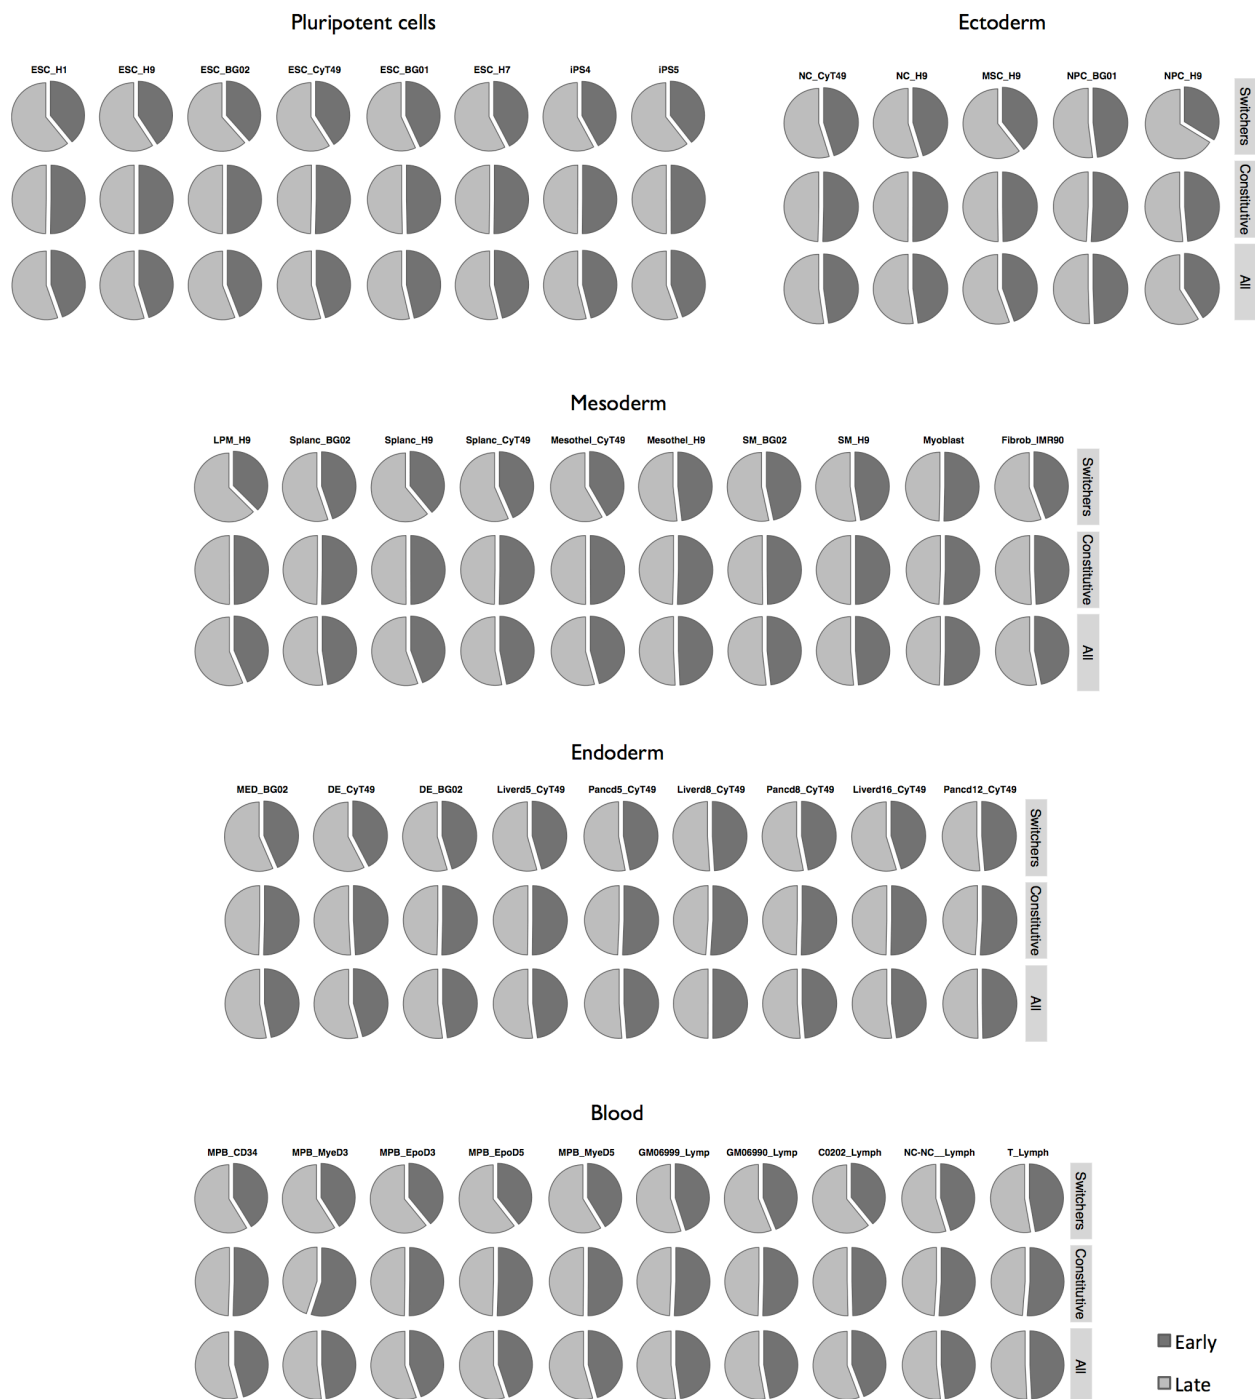 Pluripotent cells
Ectoderm
ESC_H1 ESC_H9 ESC_BG02 ESC_CyT49 ESC_BG01 ESC_H7 iPS4 iPS5
NC_CyT49 NC_H9 MSC_H9 NPC_BG01 NPC_H9
Switchers
Constitutive
All
Mesoderm
LPM_H9 Splanc_BG02 Splanc_H9 Splanc_CyT49 Mesothel_CyT49 Mesothel_H9 SM_BG02 SM_H9 Myoblast Fibrob_IMR90
Switchers
Constitutive
All
Endoderm
MED_BG02 DE_CyT49 DE_BG02 Liverd5_CyT49 Pancd5_CyT49 Liverd8_CyT49 Pancd8_CyT49 Liverd16_CyT49 Pancd12_CyT49
Switchers
Constitutive
All
Blood
MPB_CD34 MPB_MyeD3 MPB_EpoD3 MPB_EpoD5 MPB_MyeD5 GM06999_Lymp GM06990_Lymp C0202_Lymph NC-NC__Lymph T_Lymph
Switchers
Constitutive
All
Early
Late